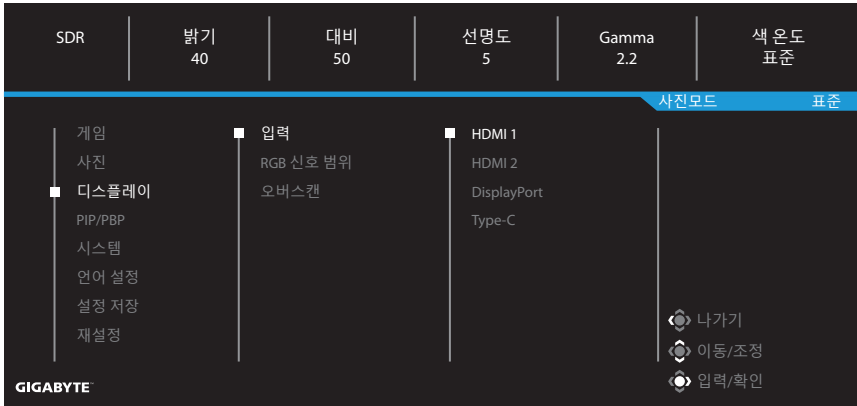 SDR 밝기 대비 선명도 Gamma 색 온도
40 50 5 2.2 표준
사진모드 표준
게임 입력 HDMI 1
사진 RGB 신호 범위 HDMI 2
디스플레이 오버스캔 DisplayPort
PIP/PBP Type-C
시스템
언어 설정
설정 저장
재설정
나가기
이동/조정
입력/확인
GIGABYTE™